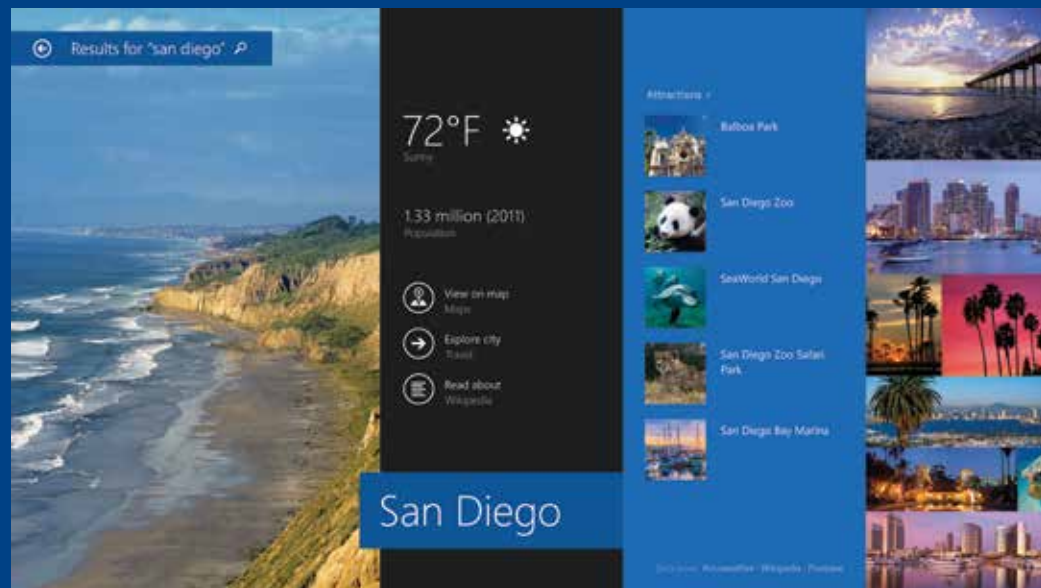 Results for "san diego"
72°F
Sunny
1.33 million (2011)
Population
View on map
Maps
Explore city
Travel
Read about
Wikipedia
San Diego
Attractions
Balboa Park
San Diego Zoo
SeaWorld San Diego
San Diego Zoo Safari
Park
San Diego Bay Marina
Wikipedia